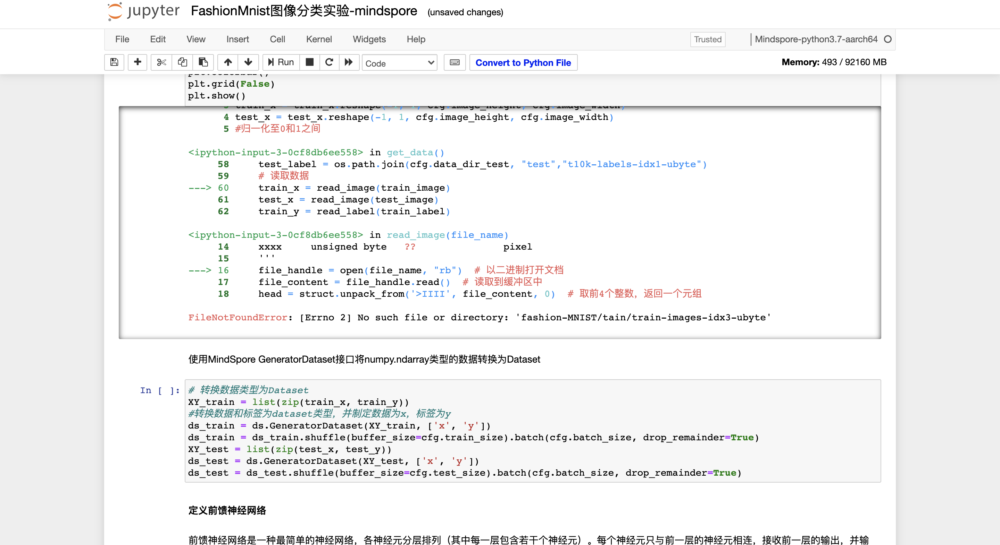 jupyter FashionMnist图像分类实验-mindspore (unsaved changes)
File Edit View Insert Cell Kernel Widgets Help Trusted Mindspore-python3.7-aarch64
Run Code Convert to Python File Memory: 493 / 92160 MB
plt.colorbar()
plt.grid(False)
plt.show()
3 train_x = train_x.reshape(-1, 1, cfg.image_height, cfg.image_width)
4 test_x = test_x.reshape(-1, 1, cfg.image_height, cfg.image_width)
5 #归一化至0和1之间
<ipython-input-3-0cf8db6ee558> in get_data()
58 test_label = os.path.join(cfg.data_dir_test, "test","t10k-labels-idx1-ubyte")
59 # 读取数据
---> 60 train_x = read_image(train_image)
61 test_x = read_image(test_image)
62 train_y = read_label(train_label)
<ipython-input-3-0cf8db6ee558> in read_image(file_name)
14 xxxx unsigned byte ?? pixel
15 '''
---> 16 file_handle = open(file_name, "rb") # 以二进制打开文档
17 file_content = file_handle.read() # 读取到缓冲区中
18 head = struct.unpack_from('>IIII', file_content, 0) # 取前4个整数，返回一个元组
FileNotFoundError: [Errno 2] No such file or directory: 'fashion-MNIST/tain/train-images-idx3-ubyte'
使用MindSpore GeneratorDataset接口将numpy.ndarray类型的数据转换为Dataset
In [ ]: # 转换数据类型为Dataset
XY_train = list(zip(train_x, train_y))
#转换数据和标签为dataset类型，并制定数据为x，标签为y
ds_train = ds.GeneratorDataset(XY_train, ['x', 'y'])
ds_train = ds_train.shuffle(buffer_size=cfg.train_size).batch(cfg.batch_size, drop_remainder=True)
XY_test = list(zip(test_x, test_y))
ds_test = ds.GeneratorDataset(XY_test, ['x', 'y'])
ds_test = ds_test.shuffle(buffer_size=cfg.test_size).batch(cfg.batch_size, drop_remainder=True)
定义前馈神经网络
前馈神经网络是一种最简单的神经网络，各神经元分层排列（其中每一层包含若干个神经元）。每个神经元只与前一层的神经元相连，接收前一层的输出，并输